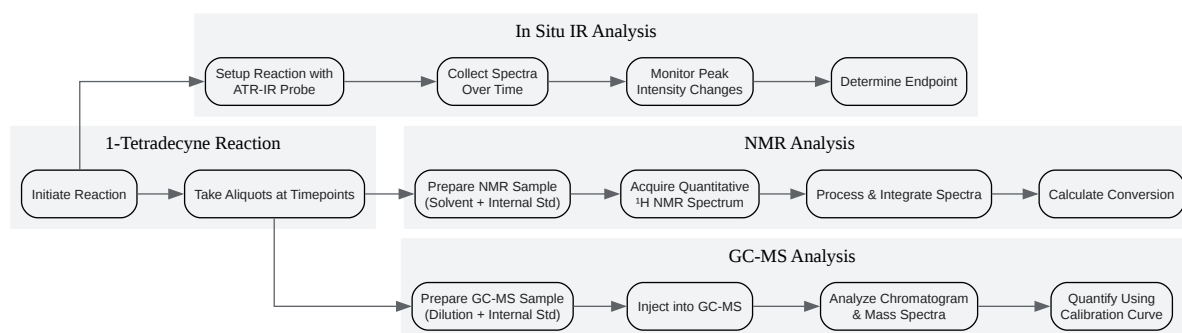 In Situ IR Analysis
Setup Reaction with
ATR-IR Probe
Collect Spectra
Over Time
Monitor Peak
Intensity Changes
Determine Endpoint
1-Tetradecyne Reaction
Initiate Reaction
Take Aliquots at Timepoints
NMR Analysis
Prepare NMR Sample
(Solvent + Internal Std)
Acquire Quantitative
¹H NMR Spectrum
Process & Integrate Spectra
Calculate Conversion
GC-MS Analysis
Prepare GC-MS Sample
(Dilution + Internal Std)
Inject into GC-MS
Analyze Chromatogram
& Mass Spectra
Quantify Using
Calibration Curve